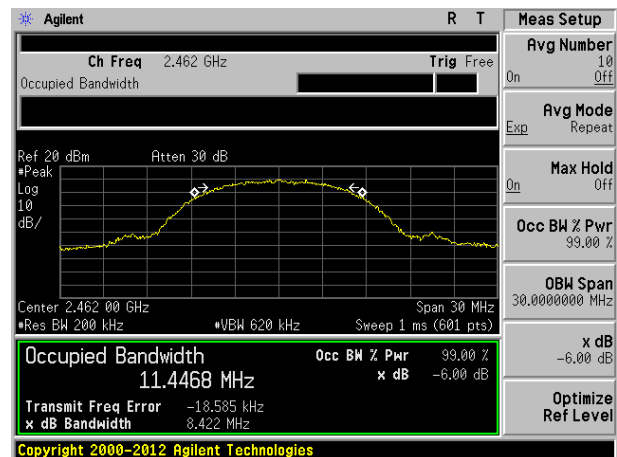 Agilent R T
Ch Freq 2.462 GHz Trig Free
Occupied Bandwidth
Ref 20 dBm Atten 30 dB
#Peak
Log
10
dB/
Center 2.462 00 GHz Span 30 MHz
#Res BW 200 kHz #VBW 620 kHz Sweep 1 ms (601 pts)
Occupied Bandwidth Occ BW % Pwr 99.00 %
11.4468 MHz x dB -6.00 dB
Transmit Freq Error -18.585 kHz
x dB Bandwidth 8.422 MHz
Copyright 2000-2012 Agilent Technologies
Meas Setup
Avg Number
10
On Off
Avg Mode
Exp Repeat
Max Hold
On Off
Occ BW % Pwr
99.00 %
OBW Span
30.0000000 MHz
x dB
-6.00 dB
Optimize
Ref Level